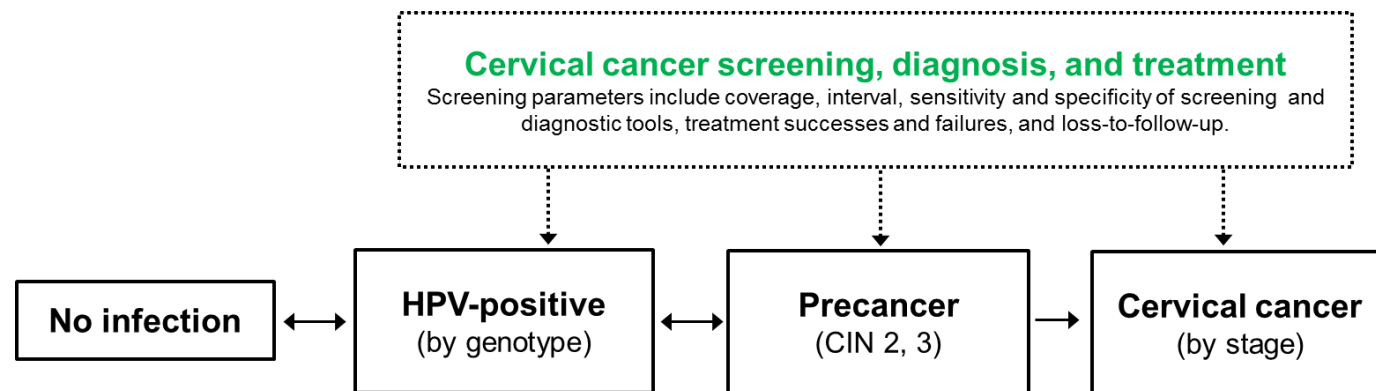 Cervical cancer screening, diagnosis, and treatment
Screening parameters include coverage, interval, sensitivity and specificity of screening and
diagnostic tools, treatment successes and failures, and loss-to-follow-up.
No infection
HPV-positive
(by genotype)
Precancer
(CIN 2, 3)
Cervical cancer
(by stage)